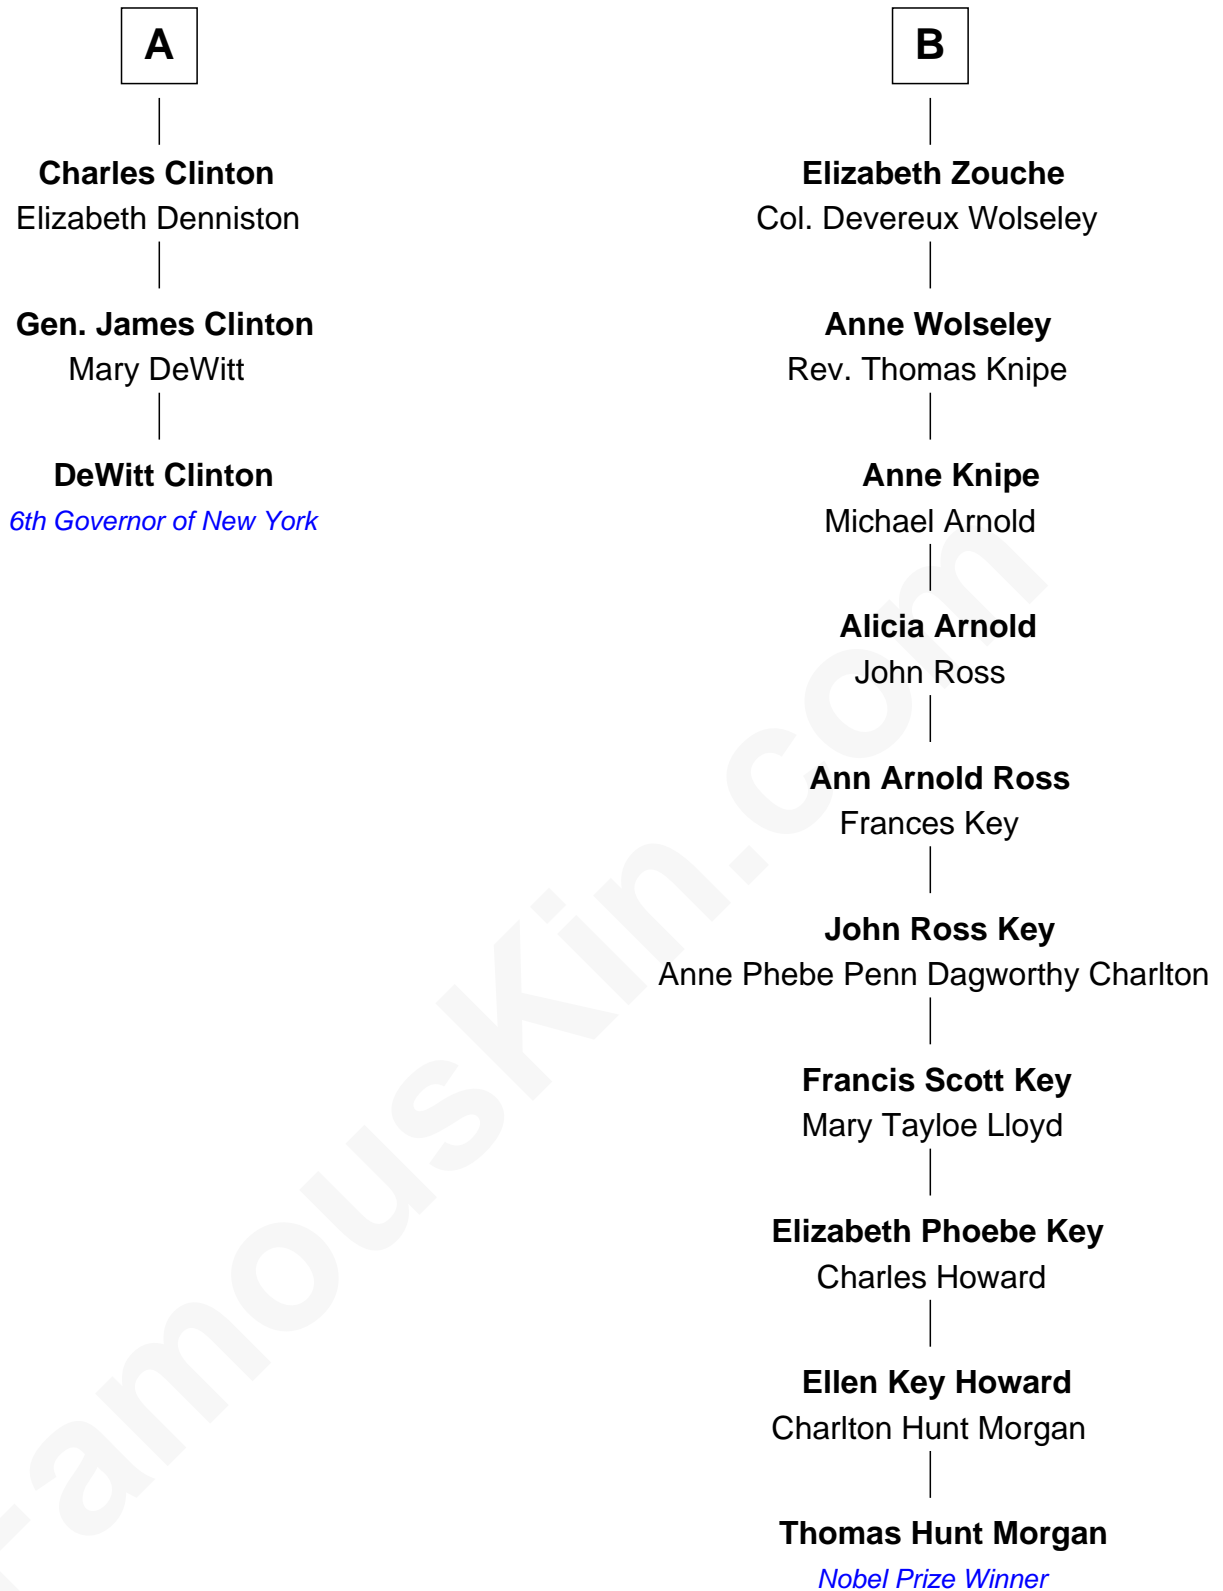 A
Charles Clinton
Elizabeth Denniston
Gen. James Clinton
Mary DeWitt
DeWitt Clinton
6th Governor of New York
B
Elizabeth Zouche
Col. Devereux Wolseley
Anne Wolseley
Rev. Thomas Knipe
Anne Knipe
Michael Arnold
Alicia Arnold
John Ross
Ann Arnold Ross
Frances Key
John Ross Key
Anne Phebe Penn Dagworthy Charlton
Francis Scott Key
Mary Tayloe Lloyd
Elizabeth Phoebe Key
Charles Howard
Ellen Key Howard
Charlton Hunt Morgan
Thomas Hunt Morgan
Nobel Prize Winner
FamousKin.com